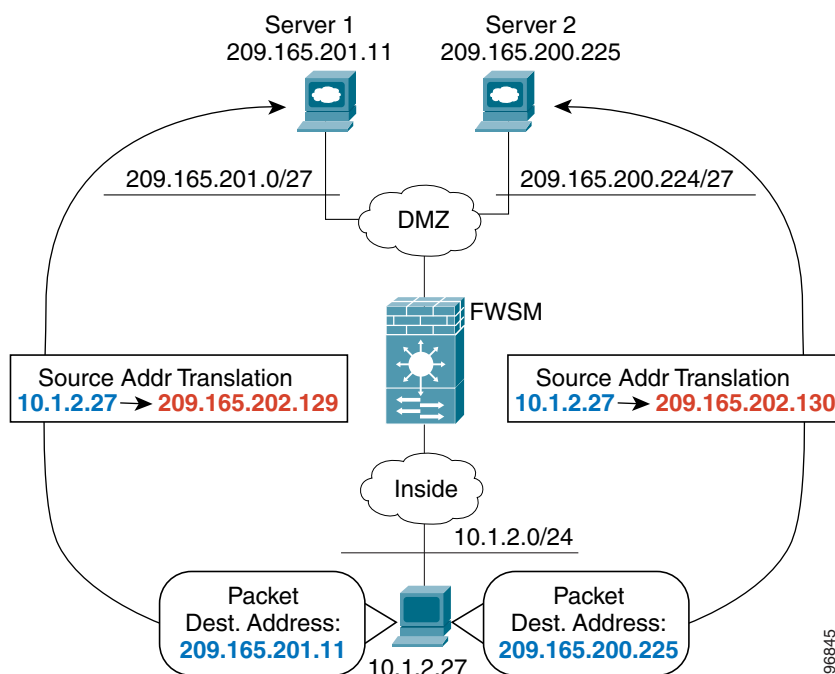 Server 1
209.165.201.11
Server 2
209.165.200.225
209.165.201.0/27
209.165.200.224/27
DMZ
FWSM
Source Addr Translation
10.1.2.27 → 209.165.202.129
Source Addr Translation
10.1.2.27 → 209.165.202.130
Inside
10.1.2.0/24
Packet
Dest. Address:
209.165.201.11
Packet
Dest. Address:
209.165.200.225
10.1.2.27
96845